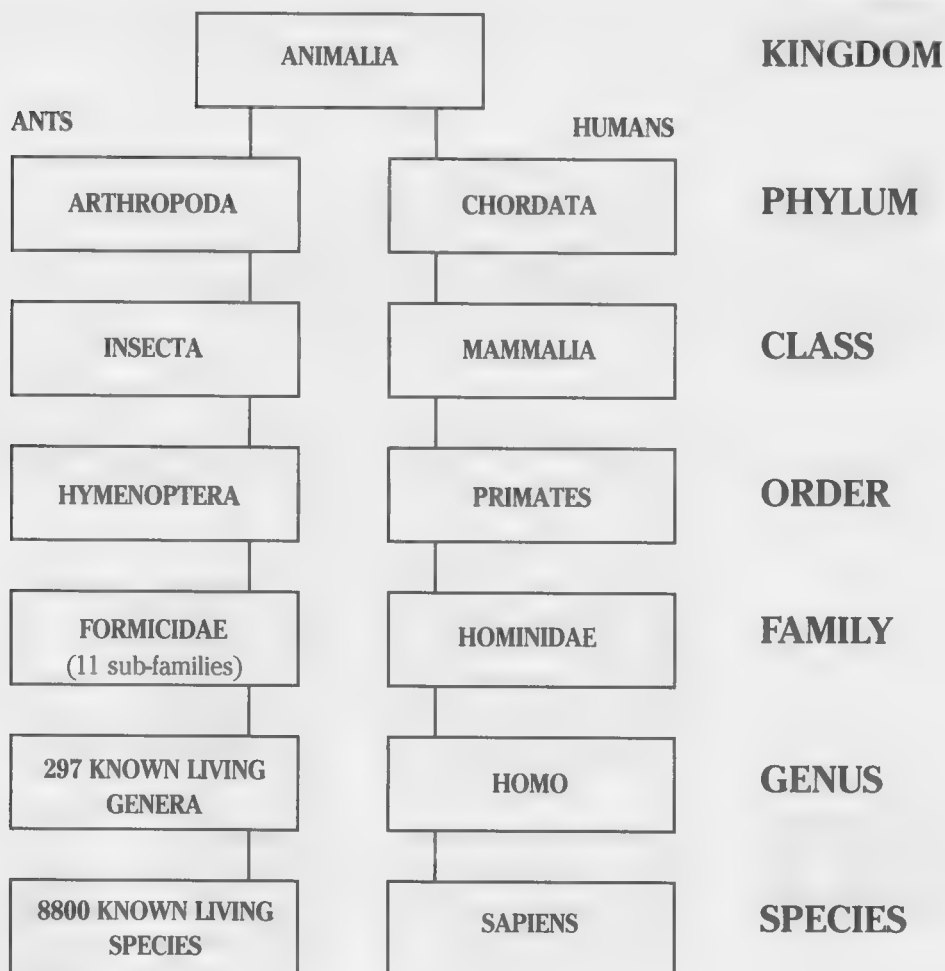 ANIMALIA
KINGDOM
ANTS
HUMANS
ARTHROPODA
CHORDATA
PHYLUM
INSECTA
MAMMALIA
CLASS
HYMENOPTERA
PRIMATES
ORDER
FORMICIDAE
(11 sub-families)
HOMINIDAE
FAMILY
297 KNOWN LIVING
GENERA
HOMO
GENUS
8800 KNOWN LIVING
SPECIES
SAPIENS
SPECIES